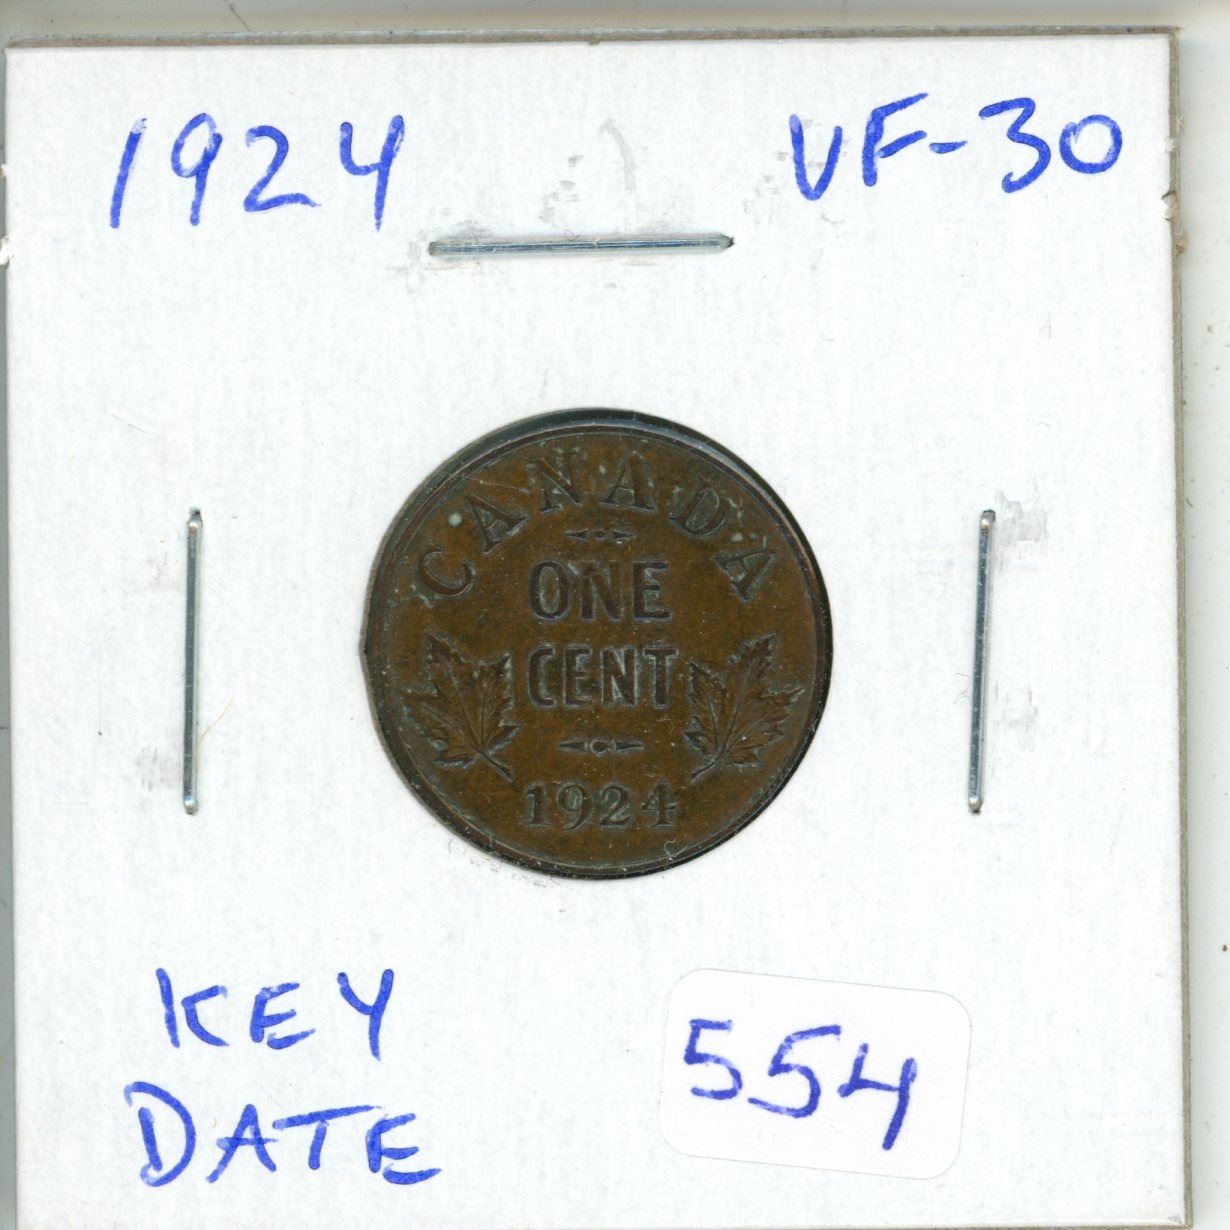 1924 VF-30
CANADA
ONE
CENT
1924
KEY
DATE
554